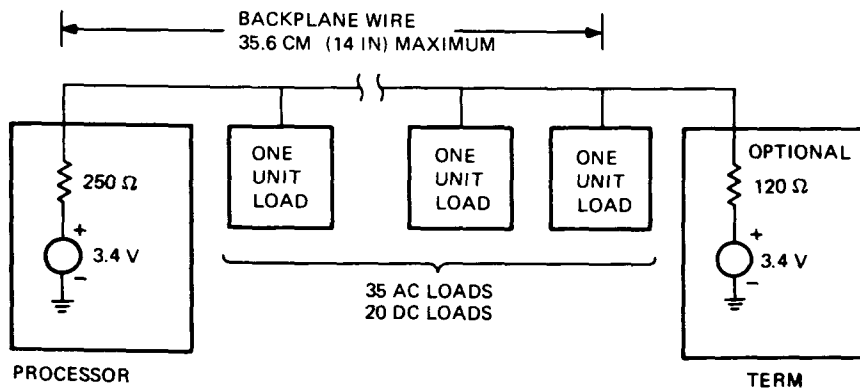 BACKPLANE WIRE
35.6 CM (14 IN) MAXIMUM
ONE
UNIT
LOAD
ONE
UNIT
LOAD
ONE
UNIT
LOAD
OPTIONAL
250 Ω
120 Ω
+
3.4 V
−
+
3.4 V
−
35 AC LOADS
20 DC LOADS
PROCESSOR
TERM